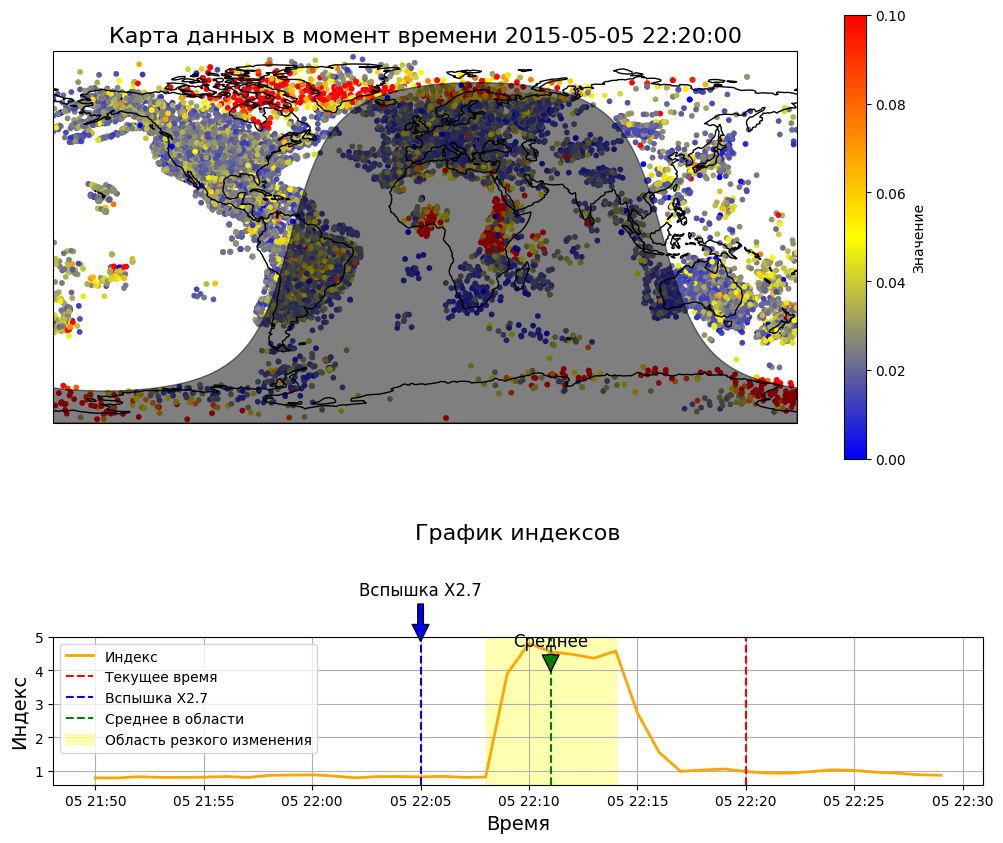 Карта данных в момент времени 2015-05-05 22:20:00
0.10
0.08
0.06
0.04
0.02
0.00
Значение
График индексов
Вспышка X2.7
Среднее
Индекс
Текущее время
Вспышка X2.7
Среднее в области
Область резкого изменения
5
4
3
2
1
Индекс
05 21:50
05 21:55
05 22:00
05 22:05
05 22:10
05 22:15
05 22:20
05 22:25
05 22:30
Время